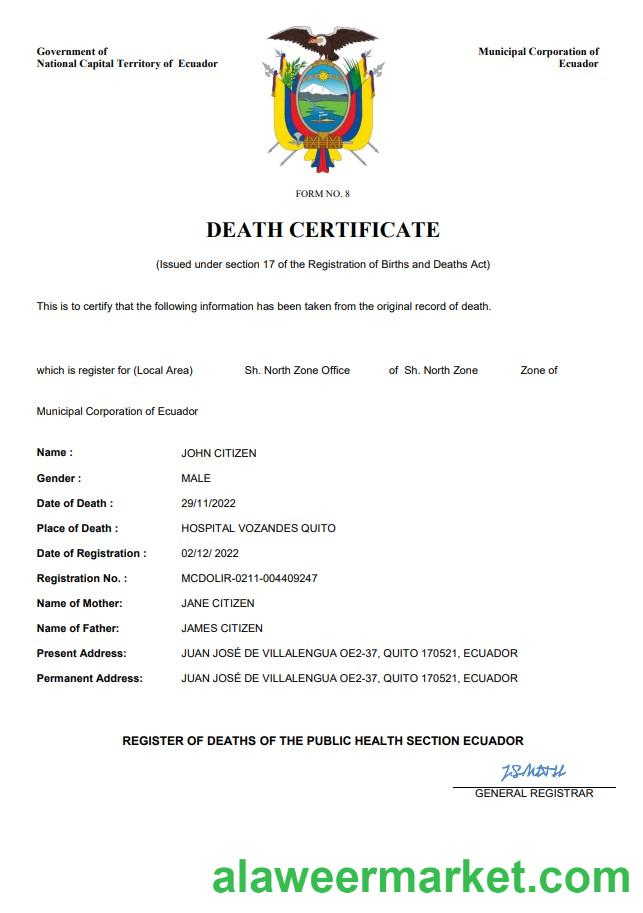 Government of
National Capital Territory of Ecuador
Municipal Corporation of
Ecuador
FORM NO. 8
DEATH CERTIFICATE
(Issued under section 17 of the Registration of Births and Deaths Act)
This is to certify that the following information has been taken from the original record of death.
which is register for (Local Area) Sh. North Zone Office of Sh. North Zone Zone of
Municipal Corporation of Ecuador
Name : JOHN CITIZEN
Gender : MALE
Date of Death : 29/11/2022
Place of Death : HOSPITAL VOZANDES QUITO
Date of Registration : 02/12/ 2022
Registration No. : MCDOLIR-0211-004409247
Name of Mother: JANE CITIZEN
Name of Father: JAMES CITIZEN
Present Address: JUAN JOSÉ DE VILLALENGUA OE2-37, QUITO 170521, ECUADOR
Permanent Address: JUAN JOSÉ DE VILLALENGUA OE2-37, QUITO 170521, ECUADOR
REGISTER OF DEATHS OF THE PUBLIC HEALTH SECTION ECUADOR
GENERAL REGISTRAR
alaweermarket.com